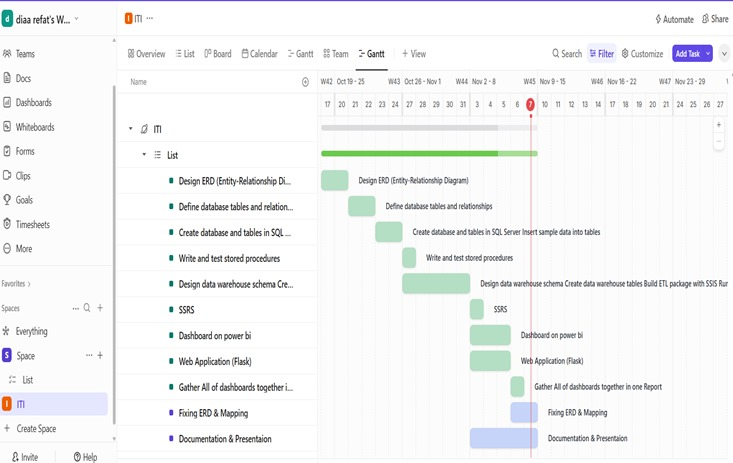 d diaa refat's W...
I ITI ...
Automate
Share
Teams
Docs
Dashboards
Whiteboards
Forms
Clips
Goals
Timesheets
More
Favorites
Spaces
Everything
S Space
List
I ITI
Create Space
Invite
Help
Overview
List
Board
Calendar
Gantt
Team
Gantt
+ View
Search
Filter
Customize
Add Task
Name
W42 Oct 19 - 25 W43 Oct 26 - Nov 1 W44 Nov 2 - 8 W45 Nov 9 - 15 W46 Nov 16 - 22 W47 Nov 23 - 29
17 20 21 22 23 24 27 28 29 30 31 3 4 5 6 7 10 11 12 13 14 17 18 19 20 21 24 25 26 27
ITI
List
Design ERD (Entity-Relationship Di... Design ERD (Entity-Relationship Diagram)
Define database tables and relation... Define database tables and relationships
Create database and tables in SQL ... Create database and tables in SQL Server Insert sample data into tables
Write and test stored procedures Write and test stored procedures
Design data warehouse schema Cre... Design data warehouse schema Create data warehouse tables Build ETL package with SSIS Run
SSRS SSRS
Dashboard on power bi Dashboard on power bi
Web Application (Flask) Web Application (Flask)
Gather All of dashboards together i... Gather All of dashboards together in one Report
Fixing ERD & Mapping Fixing ERD & Mapping
Documentation & Presentaion Documentation & Presentaion